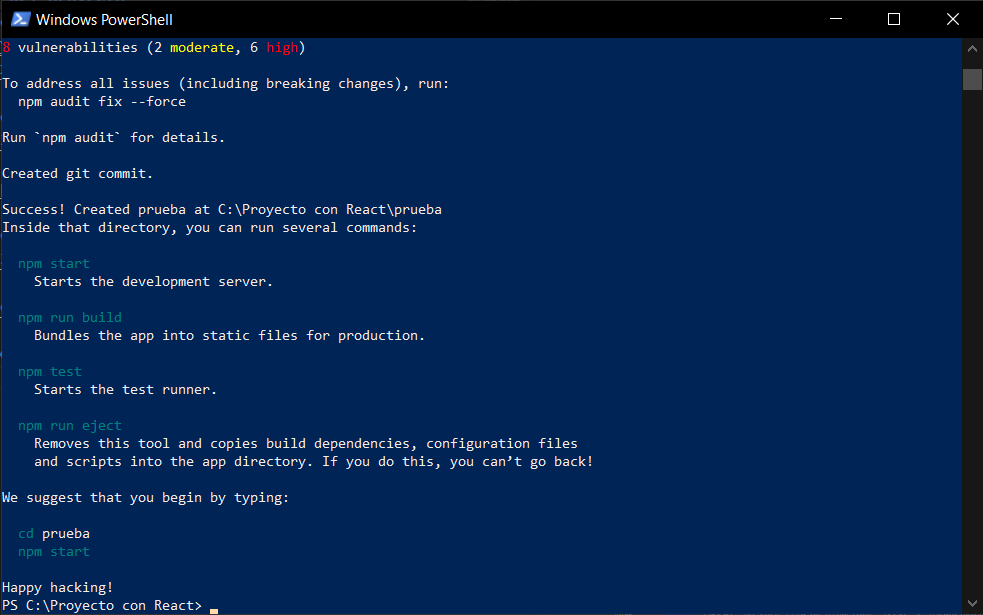 Windows PowerShell
8 vulnerabilities (2 moderate, 6 high)
To address all issues (including breaking changes), run:
npm audit fix --force
Run `npm audit` for details.
Created git commit.
Success! Created prueba at C:\Proyecto con React\prueba
Inside that directory, you can run several commands:
npm start
Starts the development server.
npm run build
Bundles the app into static files for production.
npm test
Starts the test runner.
npm run eject
Removes this tool and copies build dependencies, configuration files
and scripts into the app directory. If you do this, you can’t go back!
We suggest that you begin by typing:
cd prueba
npm start
Happy hacking!
PS C:\Proyecto con React>